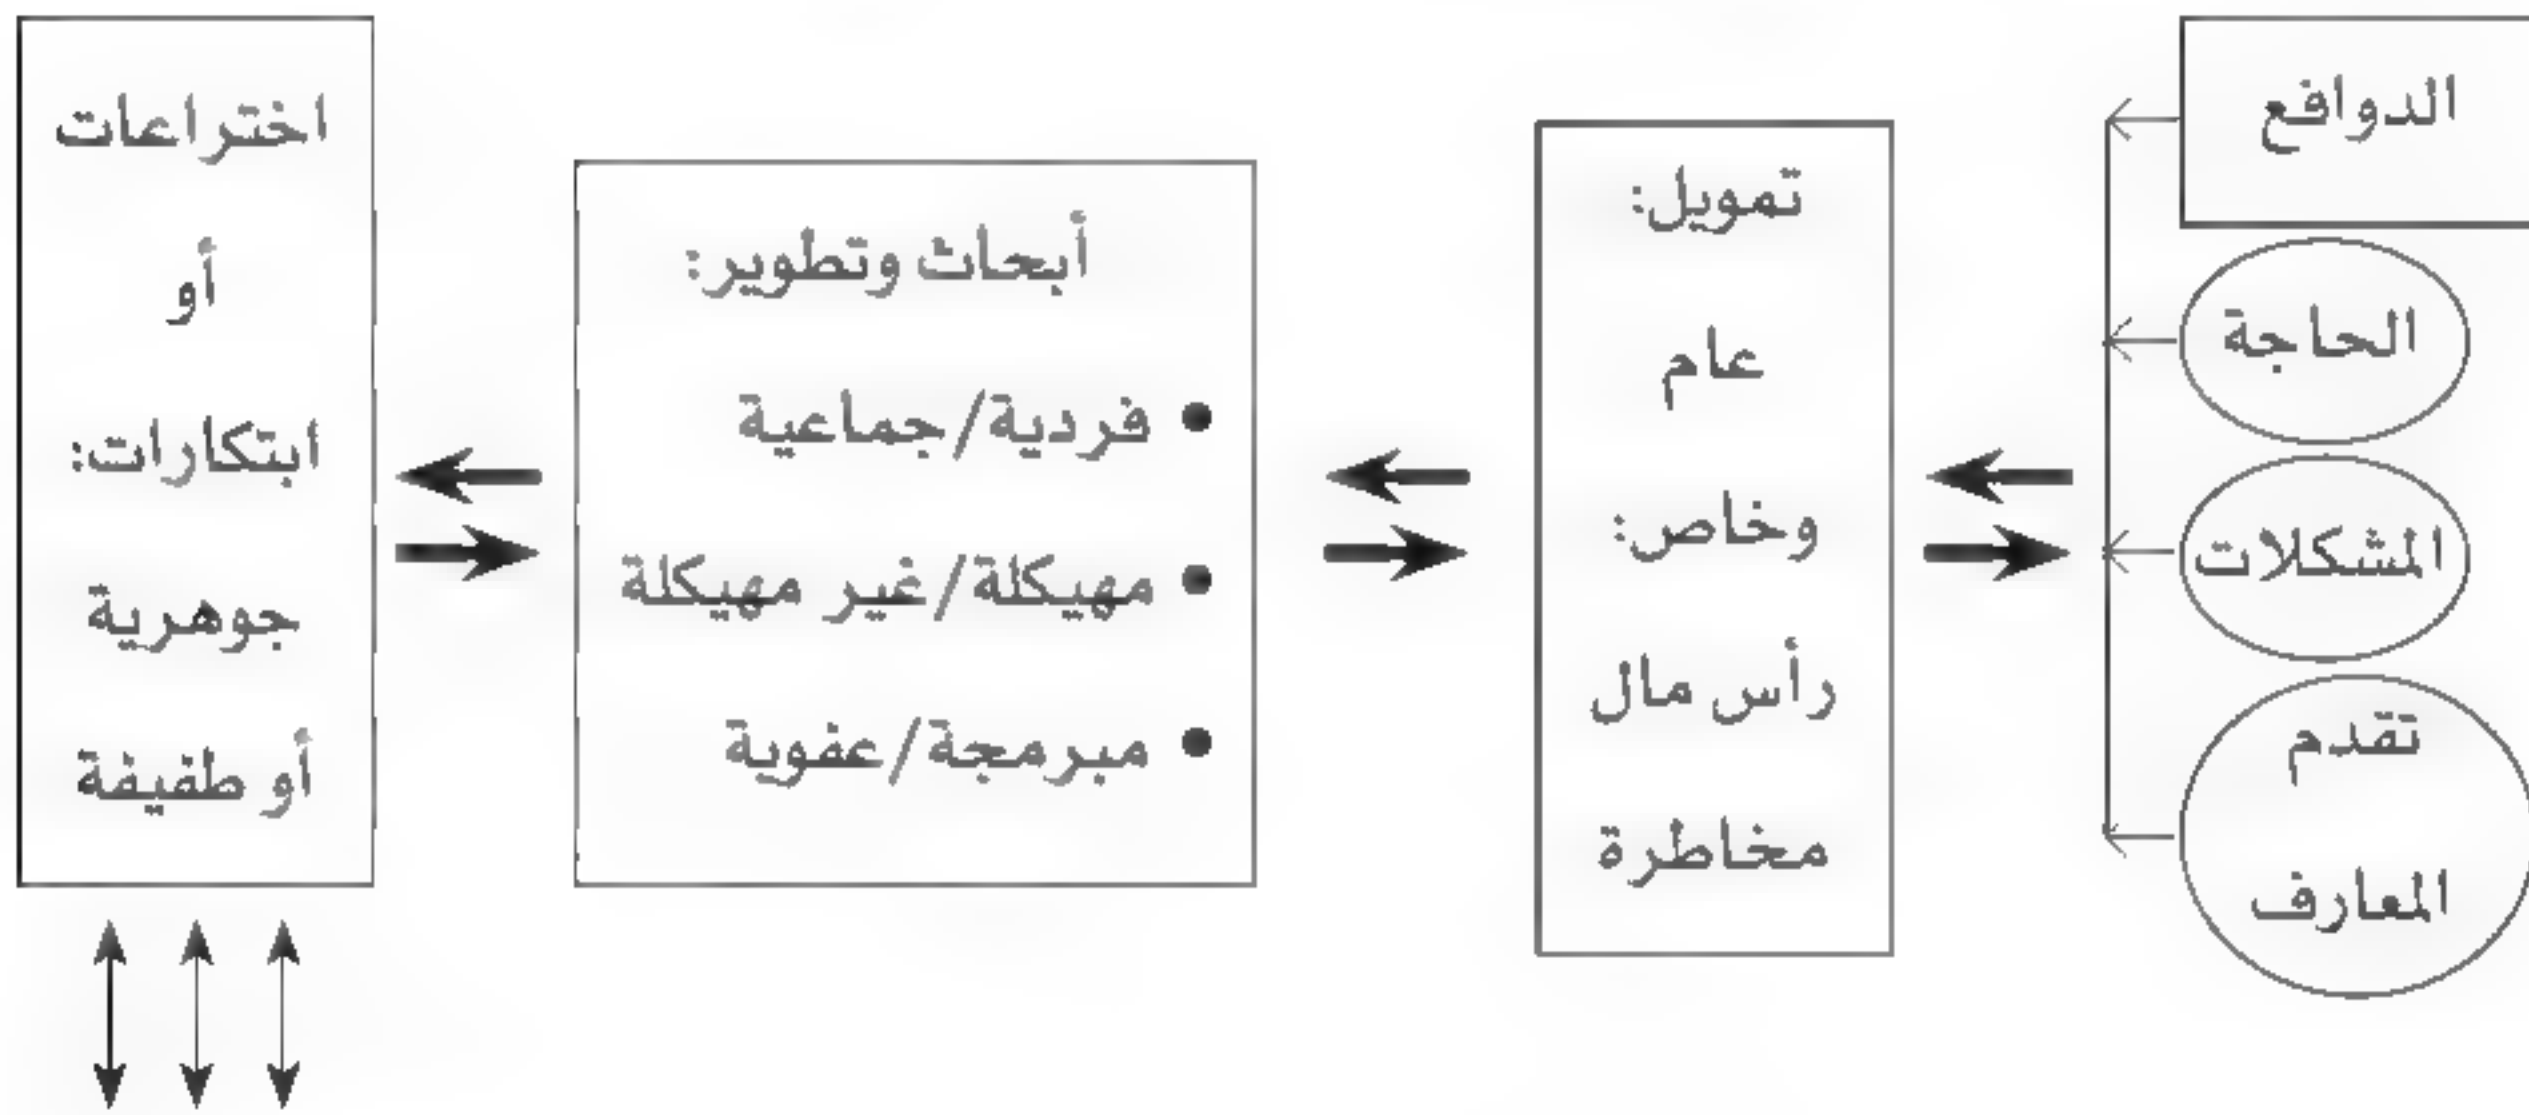 الدوافع
الحاجة
المشكلات
تقدم
المعارف
تمويل:
عام
وخاص:
رأس مال
مخاطرة
أبحاث وتطوير:
• فردية/جماعية
• مهيكلة/غير مهيكلة
• مبرمجة/عفوية
اختراعات
أو
ابتكارات:
جوهرية
أو طفيفة